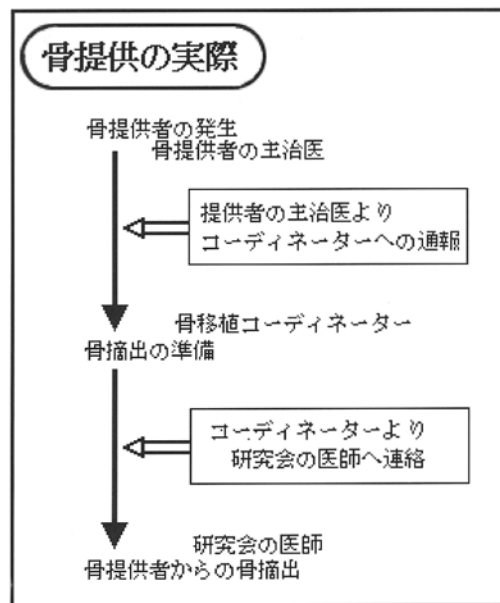 骨提供の実際
骨提供者の発生
骨提供者の主治医
提供者の主治医より
コーディネーターへの通報
骨移植コーディネーター
骨摘出の準備
コーディネーターより
研究会の医師へ連絡
研究会の医師
骨提供者からの骨摘出